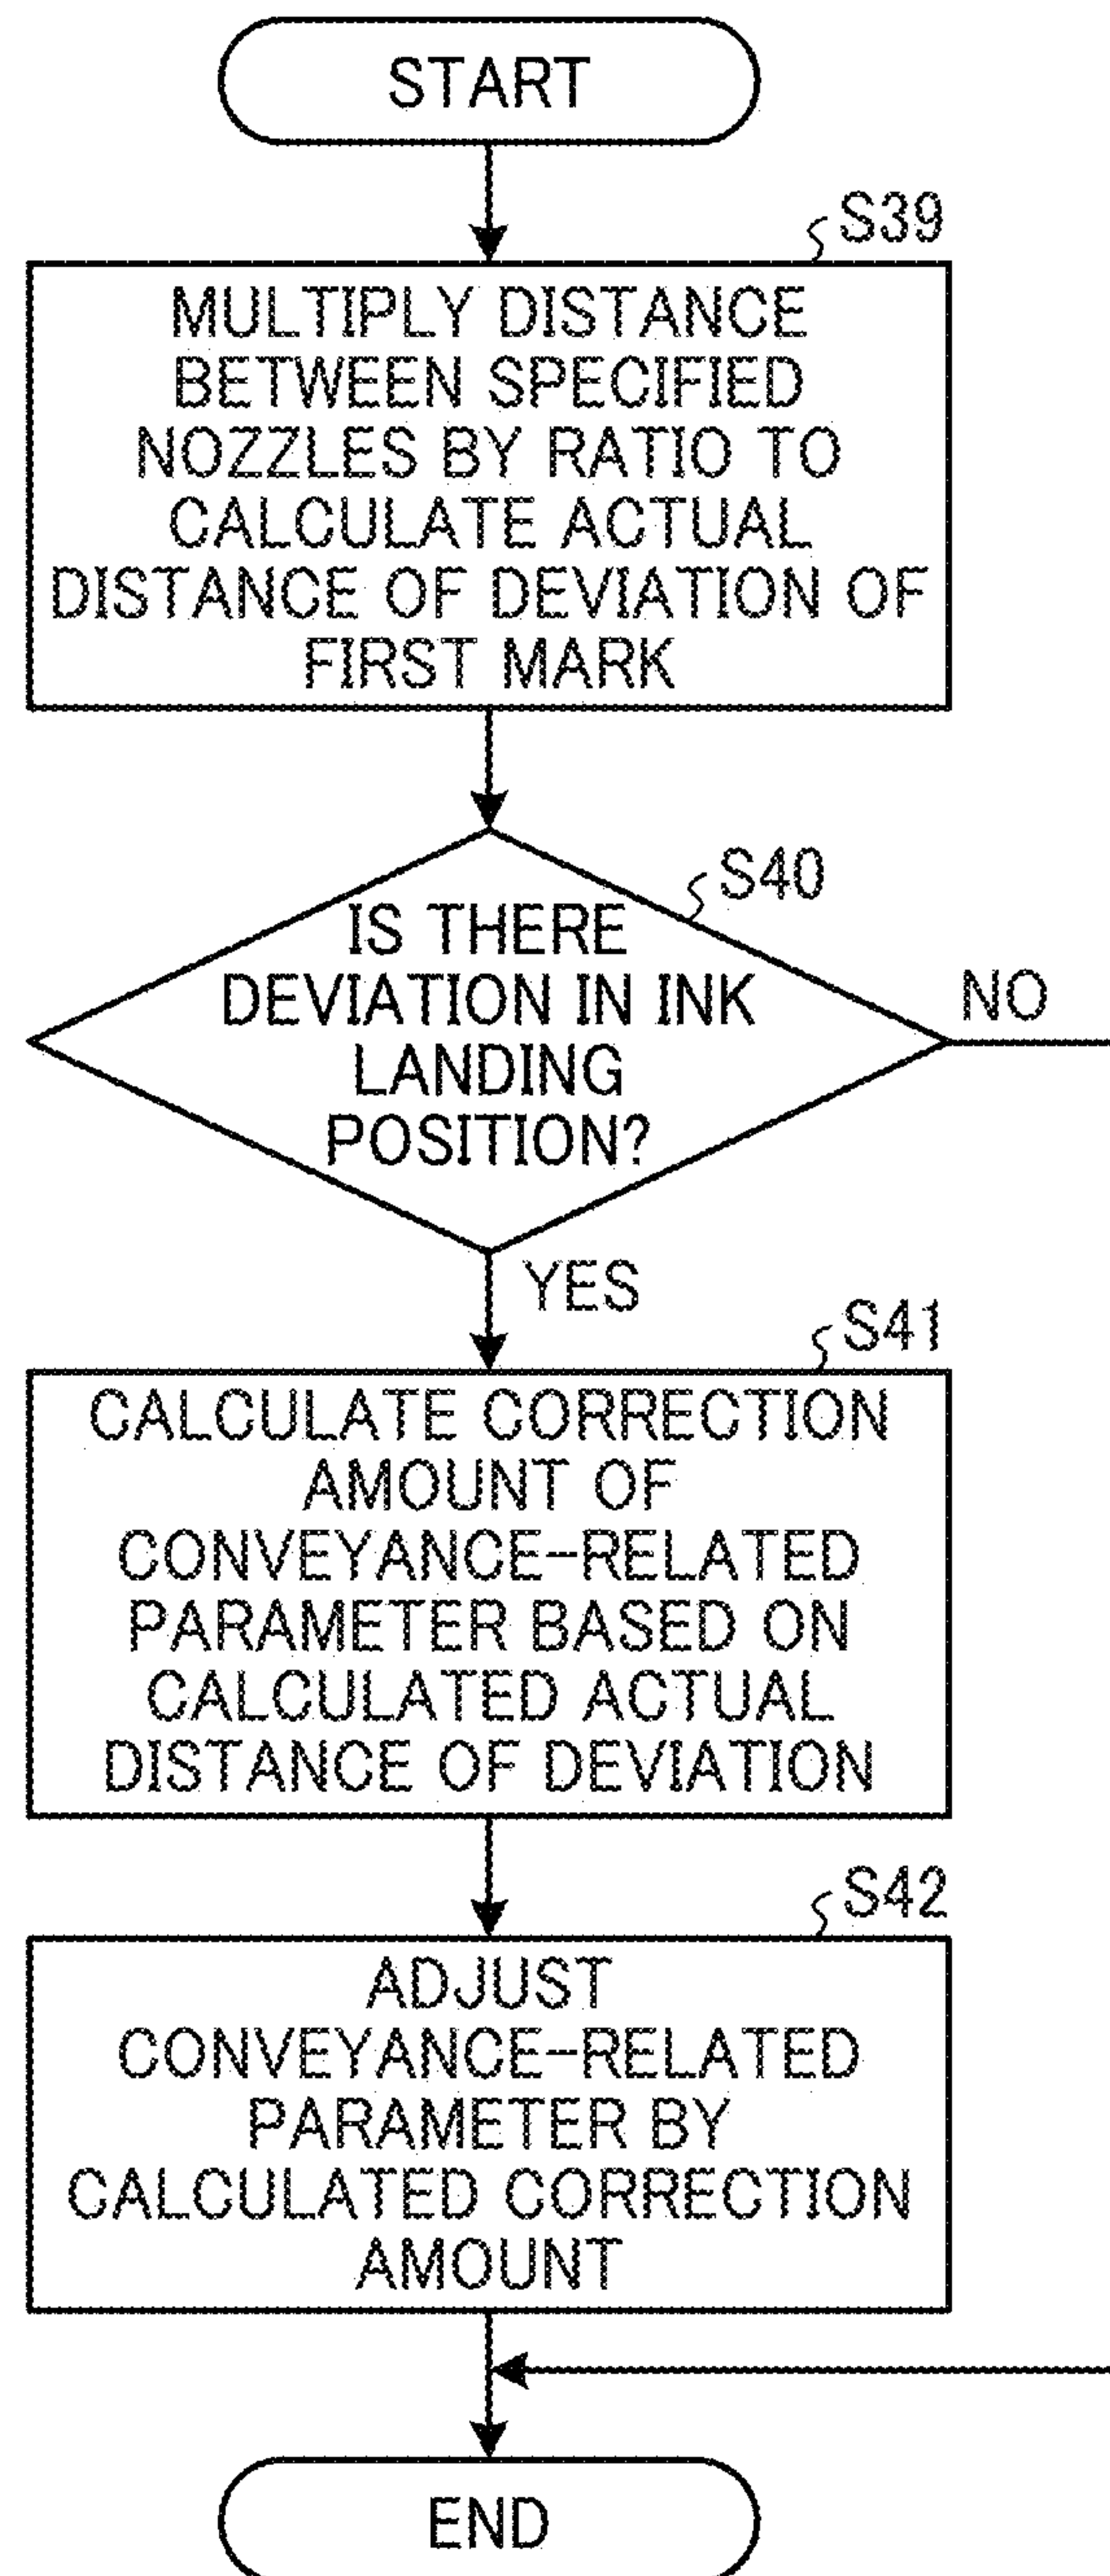 START
S39
MULTIPLY DISTANCE
BETWEEN SPECIFIED
NOZZLES BY RATIO TO
CALCULATE ACTUAL
DISTANCE OF DEVIATION OF
FIRST MARK
S40
IS THERE
DEVIATION IN INK
LANDING
POSITION?
NO
YES
S41
CALCULATE CORRECTION
AMOUNT OF
CONVEYANCE-RELATED
PARAMETER BASED ON
CALCULATED ACTUAL
DISTANCE OF DEVIATION
S42
ADJUST
CONVEYANCE-RELATED
PARAMETER BY
CALCULATED CORRECTION
AMOUNT
END